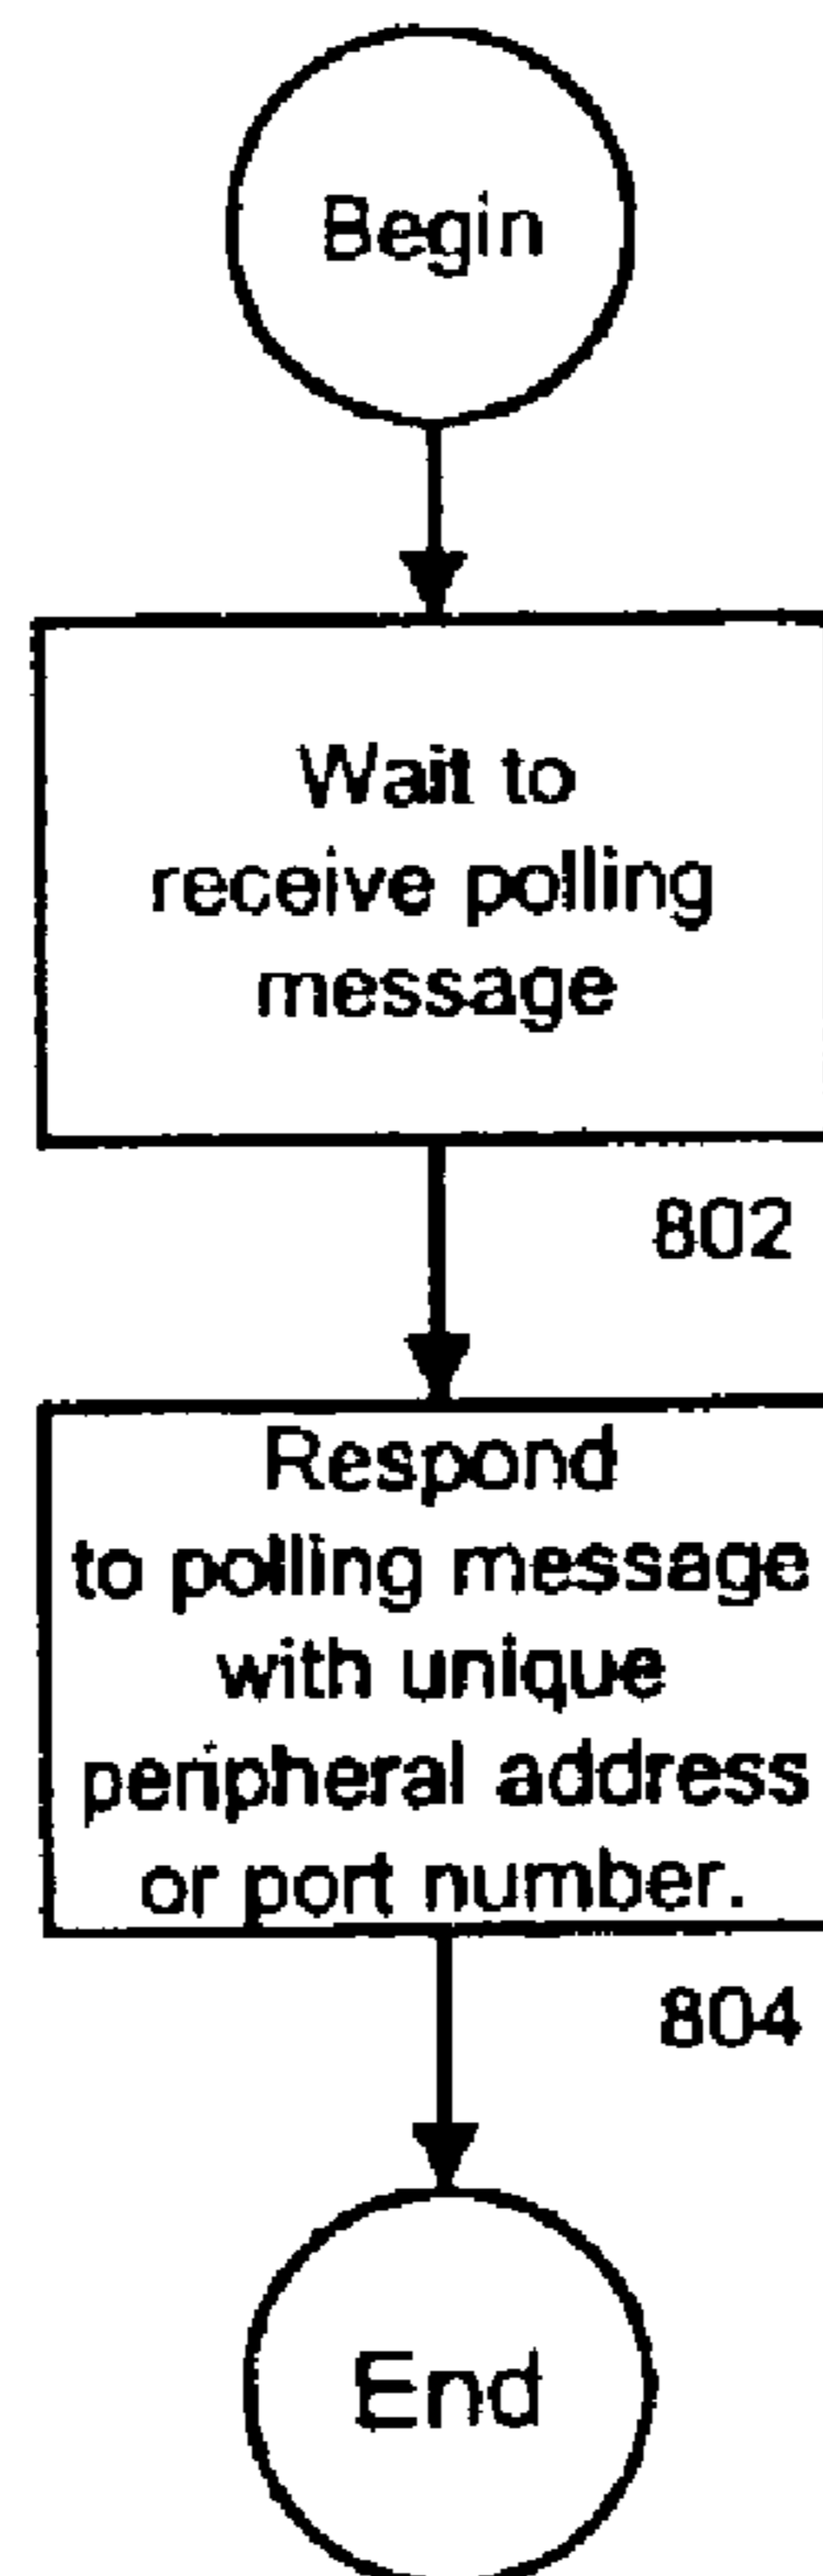 Begin
Wait to
receive polling
message
802
Respond
to polling message
with unique
peripheral address
or port number.
804
End